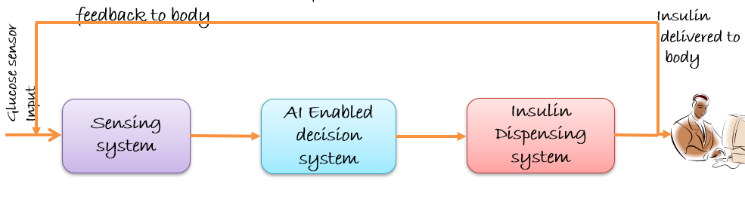 feedback to body
Insulin
delivered to
body
Glucose sensor
Input
Sensing
system
AI Enabled
decision
system
Insulin
Dispensing
system